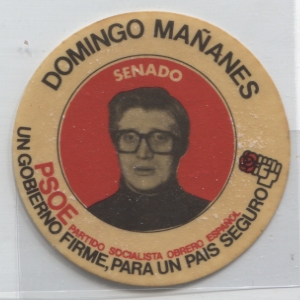 DOMINGO MAÑANES
SENADO
PSOE
PARTIDO SOCIALISTA OBRERO ESPAÑOL
UN GOBIERNO FIRME, PARA UN PAIS SEGURO